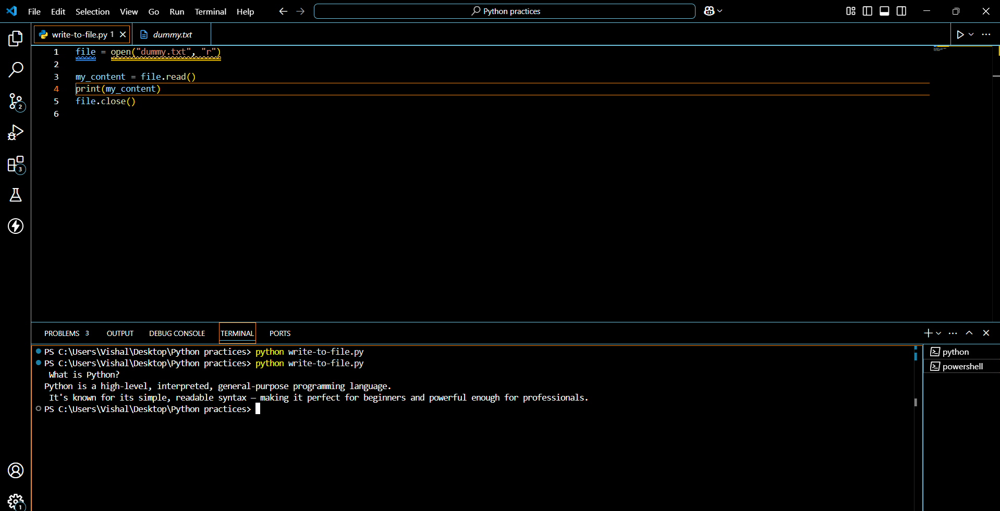 File Edit Selection View Go Run Terminal Help
Python practices
write-to-file.py 1
dummy.txt
1 file = open("dummy.txt", "r")
2
3 my_content = file.read()
4 print(my_content)
5 file.close()
6
2
3
PROBLEMS 3 OUTPUT DEBUG CONSOLE TERMINAL PORTS
PS C:\Users\Vishal\Desktop\Python practices> python write-to-file.py
PS C:\Users\Vishal\Desktop\Python practices> python write-to-file.py
What is Python?
Python is a high-level, interpreted, general-purpose programming language.
It's known for its simple, readable syntax — making it perfect for beginners and powerful enough for professionals.
PS C:\Users\Vishal\Desktop\Python practices>
python
powershell
1